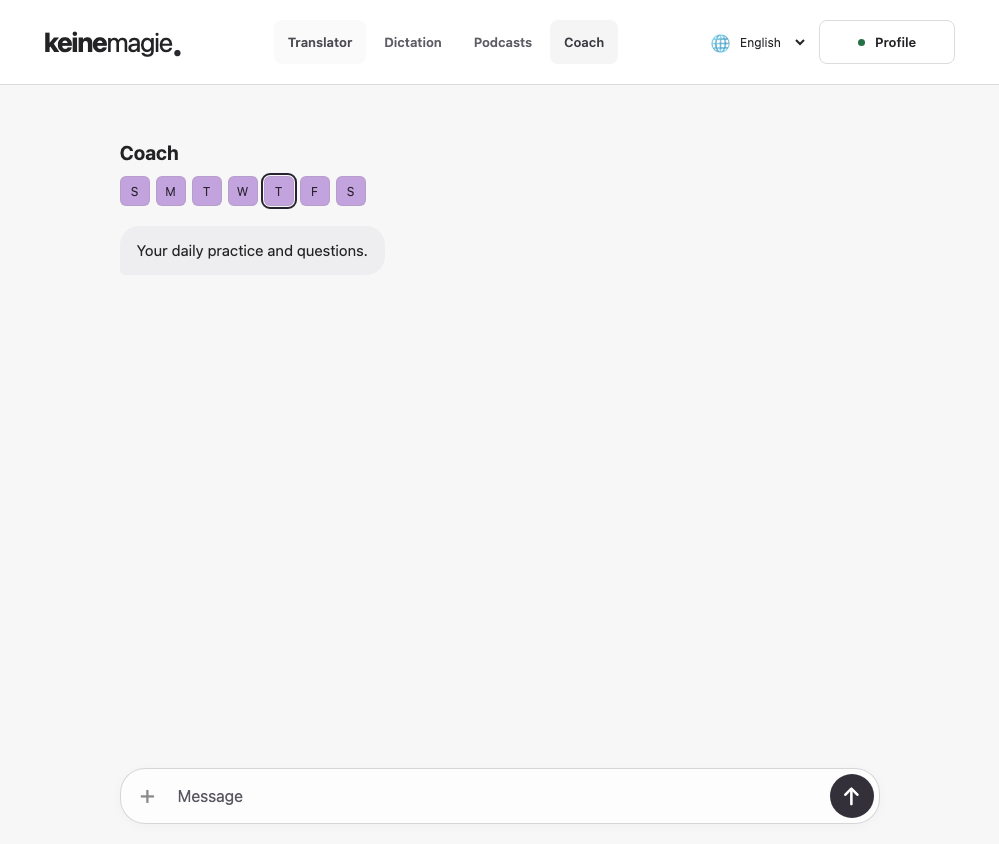 keinemagie.
Translator Dictation Podcasts Coach
English
Profile
Coach
S M T W T F S
Your daily practice and questions.
Message